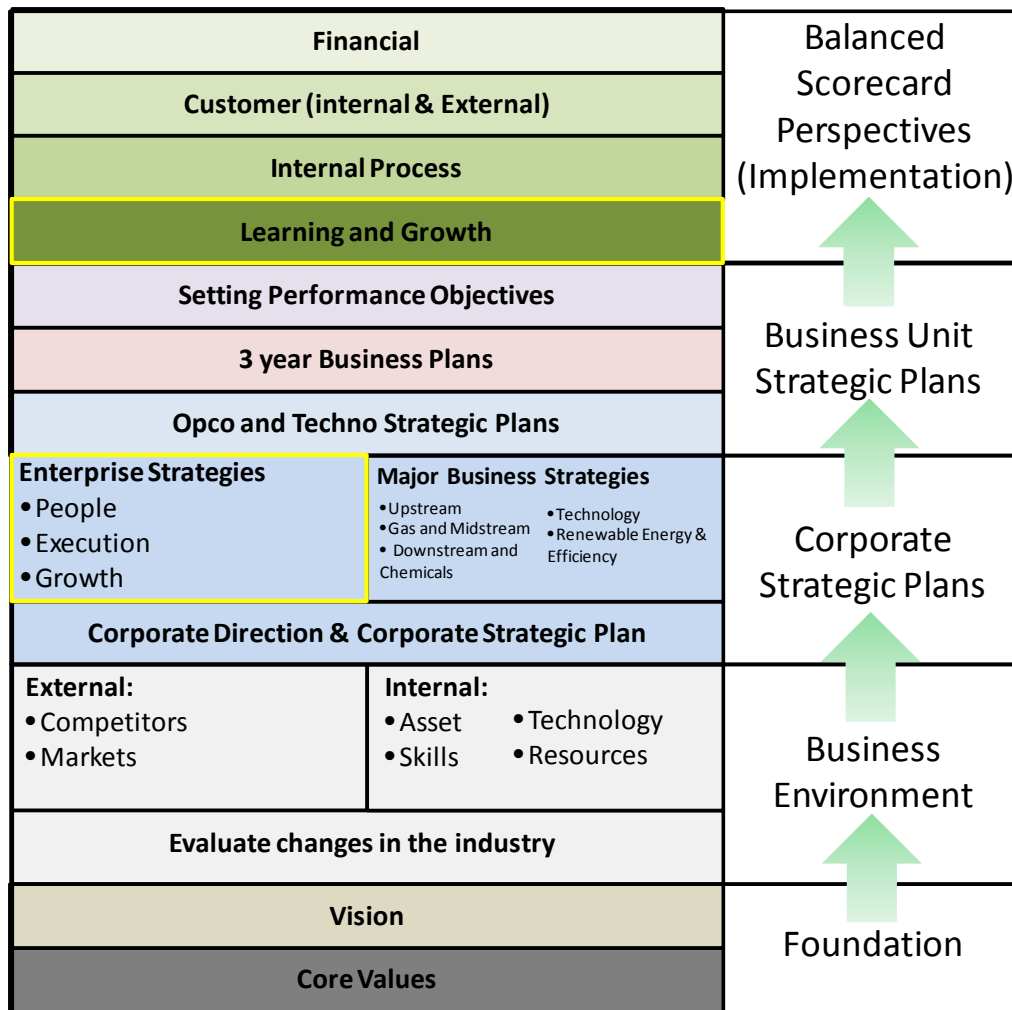 Financial
Customer (internal & External)
Internal Process
Learning and Growth
Balanced
Scorecard
Perspectives
(Implementation)
Setting Performance Objectives
3 year Business Plans
Opco and Techno Strategic Plans
Business Unit
Strategic Plans
Enterprise Strategies
•People
•Execution
•Growth
Major Business Strategies
•Upstream
•Gas and Midstream
• Downstream and
Chemicals
•Technology
•Renewable Energy &
Efficiency
Corporate Direction & Corporate Strategic Plan
Corporate
Strategic Plans
External:
•Competitors
•Markets
Internal:
•Asset
•Skills
•Technology
•Resources
Evaluate changes in the industry
Business
Environment
Vision
Core Values
Foundation